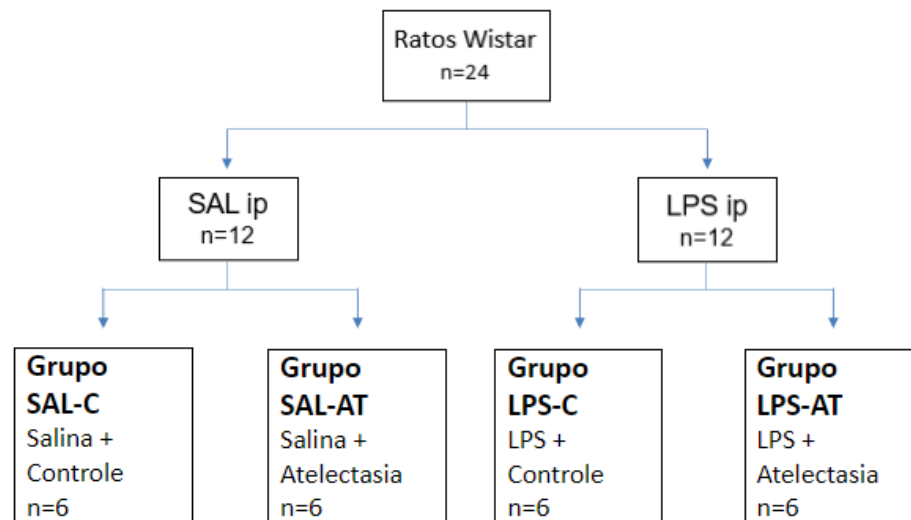 Ratos Wistar
n=24
SAL ip
n=12
LPS ip
n=12
Grupo
SAL-C
Salina +
Controle
n=6
Grupo
SAL-AT
Salina +
Atelectasia
n=6
Grupo
LPS-C
LPS +
Controle
n=6
Grupo
LPS-AT
LPS +
Atelectasia
n=6